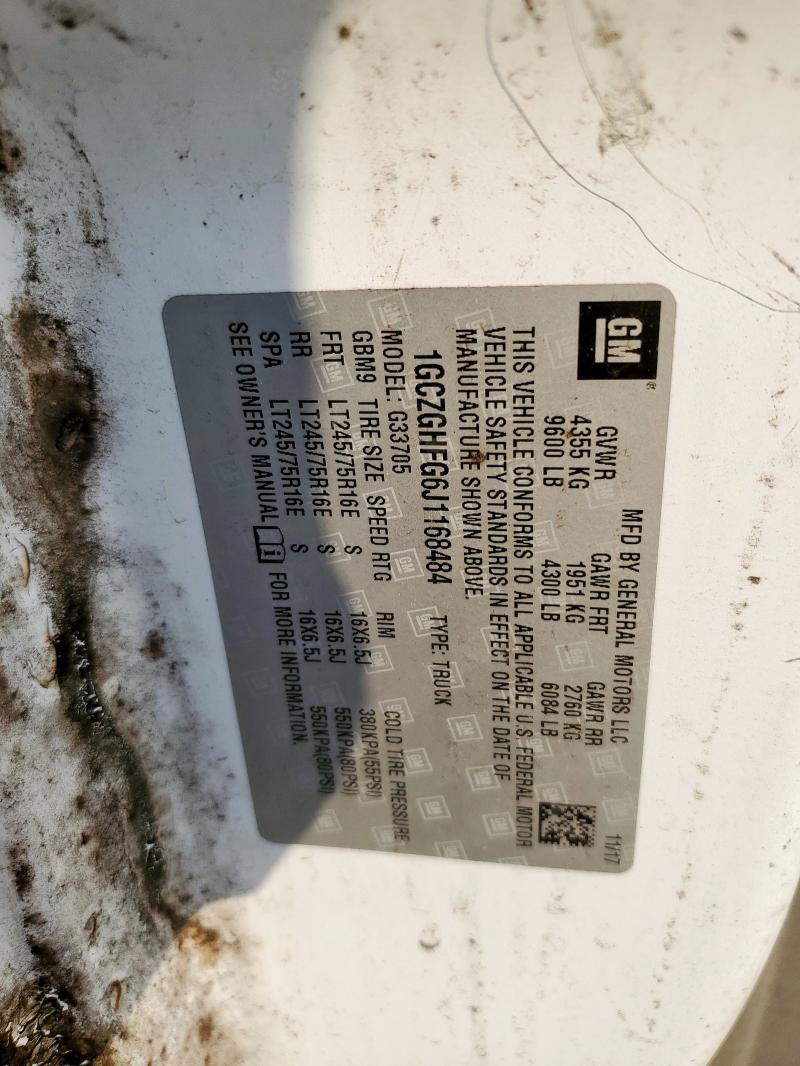 GM®
MFD BY GENERAL MOTORS LLC 11/17
GVWR GAWR FRT GAWR RR
4355 KG 1951 KG 2760 KG
9600 LB 4300 LB 6084 LB
THIS VEHICLE CONFORMS TO ALL APPLICABLE U.S. FEDERAL MOTOR
VEHICLE SAFETY STANDARDS IN EFFECT ON THE DATE OF
MANUFACTURE SHOWN ABOVE.
1GCZGHFG6J1168484 TYPE: TRUCK
MODEL: G33705
GBM9 TIRE SIZE SPEED RTG RIM COLD TIRE PRESSURE
FRT LT245/75R16E S 16X6.5J 380KPA(55PSI)
RR LT245/75R16E S 16X6.5J 550KPA(80PSI)
SPA LT245/75R16E S 16X6.5J 550KPA(80PSI)
SEE OWNER'S MANUAL FOR MORE INFORMATION.